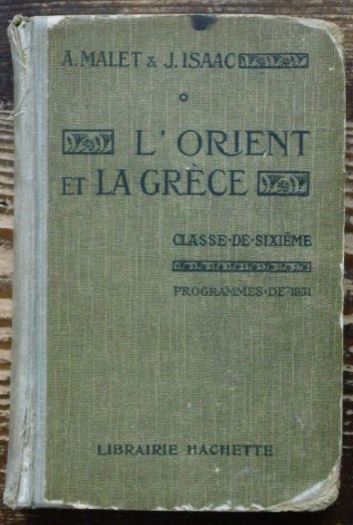 A. MALET & J. ISAAC
L'ORIENT
ET LA GRÈCE
CLASSE·DE·SIXIÈME
PROGRAMMES·DE·1931
LIBRAIRIE HACHETTE